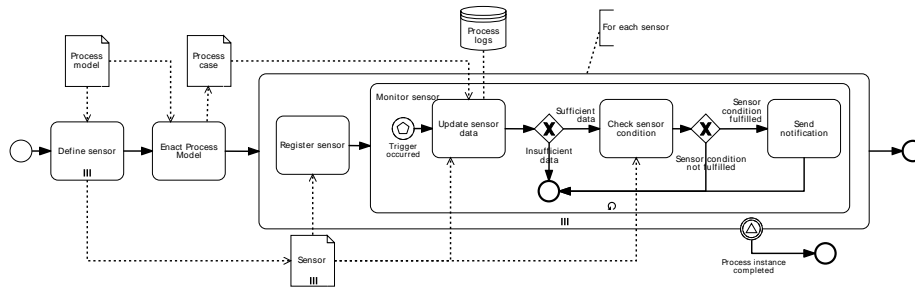 Process
logs
For each sensor
Process
model
Process
case
Monitor sensor
Define sensor
Enact Process
Model
Register sensor
Trigger
occurred
Update sensor
data
Sufficient
data
Insufficient
data
Check sensor
condition
Sensor
condition
fulfilled
Sensor condition
not fulfilled
Send
notification
Sensor
Process instance
completed